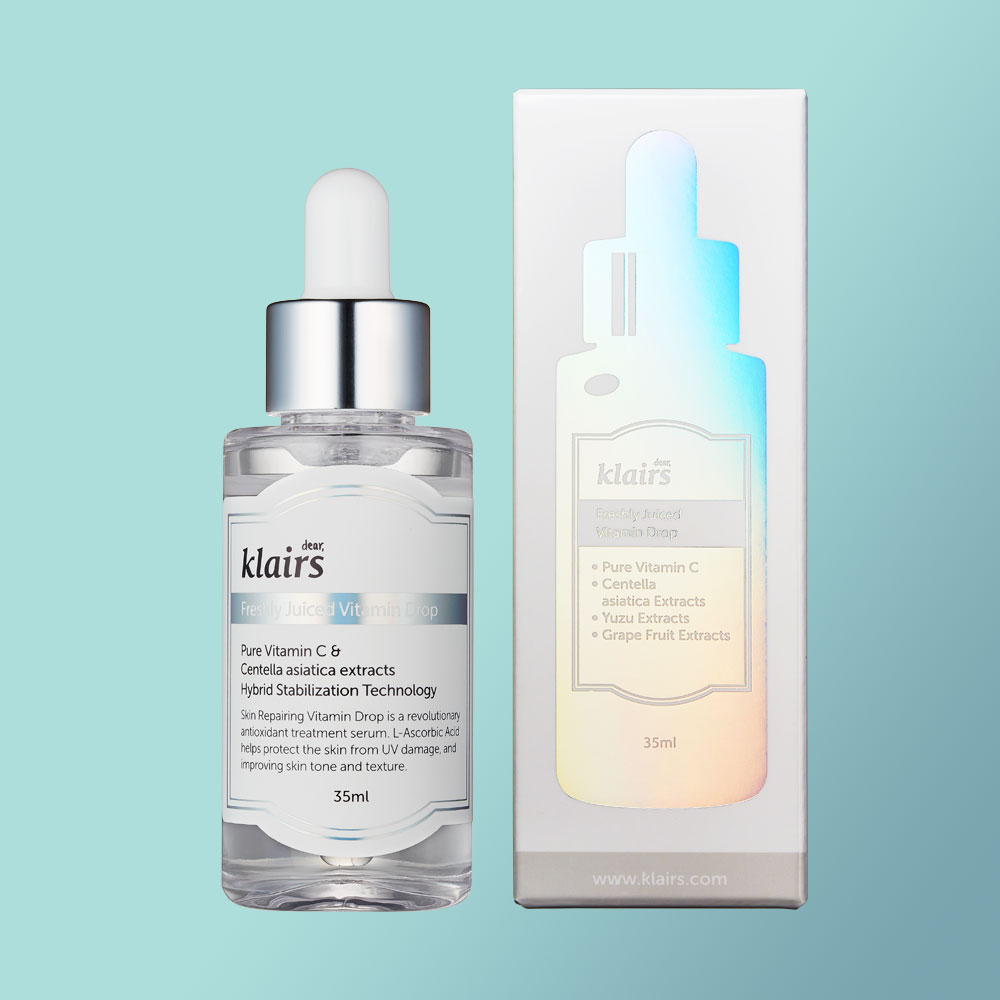 dear,
klairs
Freshly Juiced Vitamin Drop
Pure Vitamin C &
Centella asiatica extracts
Hybrid Stabilization Technology
Skin Repairing Vitamin Drop is a revolutionary
antioxidant treatment serum. L-Ascorbic Acid
helps protect the skin from UV damage, and
improving skin tone and texture.
35ml
dear,
klairs
Freshly Juiced
Vitamin Drop
• Pure Vitamin C
• Centella
asiatica Extracts
• Yuzu Extracts
• Grape Fruit Extracts
35ml
www.klairs.com